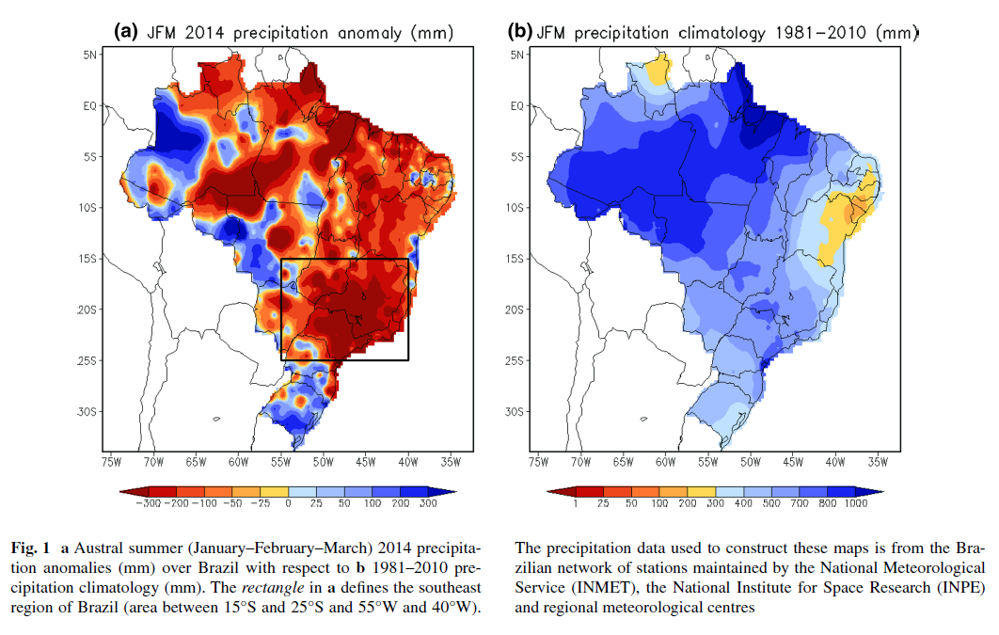 (a) JFM 2014 precipitation anomaly (mm)
5N
EQ
5S
10S
15S
20S
25S
30S
75W 70W 65W 60W 55W 50W 45W 40W 35W
−300 −200 −100 −50 −25 0 25 50 100 200 300
(b) JFM precipitation climatology 1981−2010 (mm)
5N
EQ
5S
10S
15S
20S
25S
30S
75W 70W 65W 60W 55W 50W 45W 40W 35W
1 25 50 100 200 300 400 500 700 800 1000
Fig. 1 a Austral summer (January–February–March) 2014 precipita-
tion anomalies (mm) over Brazil with respect to b 1981–2010 pre-
cipitation climatology (mm). The rectangle in a defines the southeast
region of Brazil (area between 15°S and 25°S and 55°W and 40°W).
The precipitation data used to construct these maps is from the Bra-
zilian network of stations maintained by the National Meteorological
Service (INMET), the National Institute for Space Research (INPE)
and regional meteorological centres